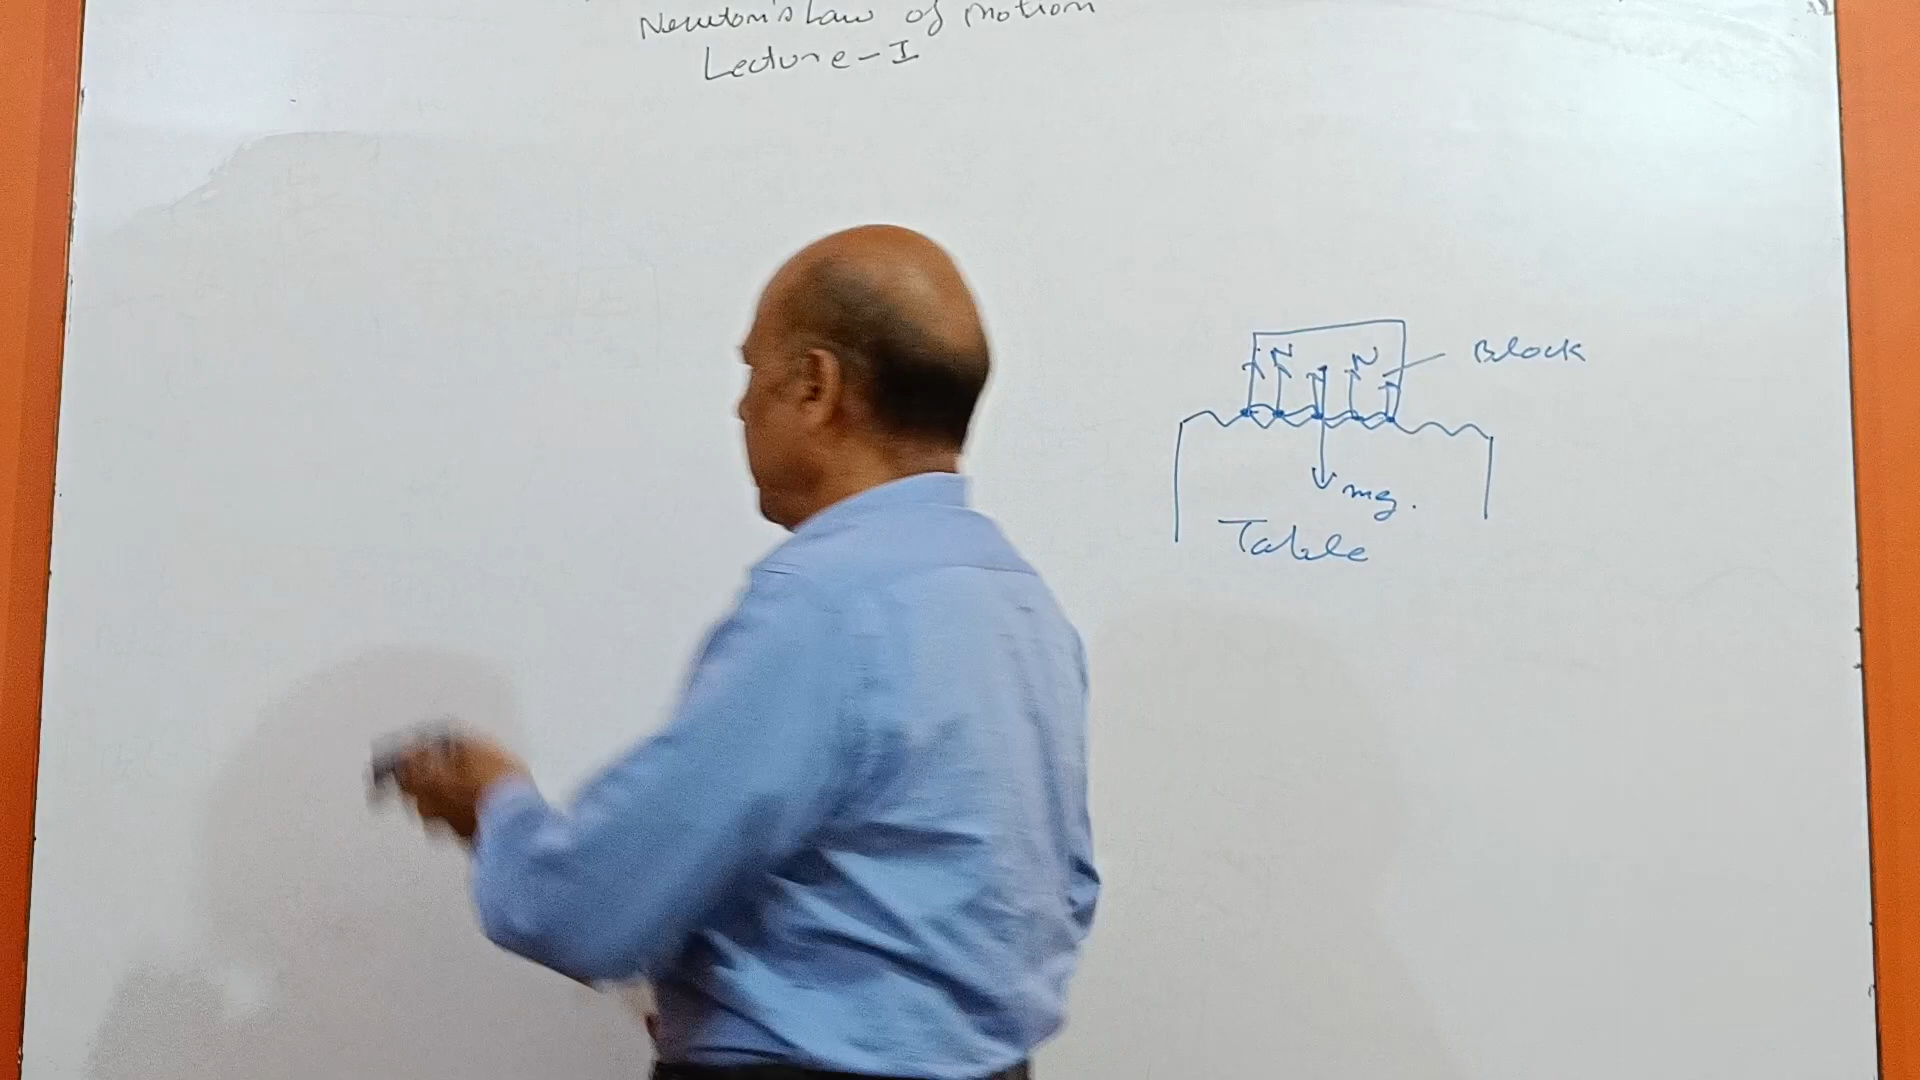 Newton's Law of Motion
Lecture - I
Block
N N
mg.
Table